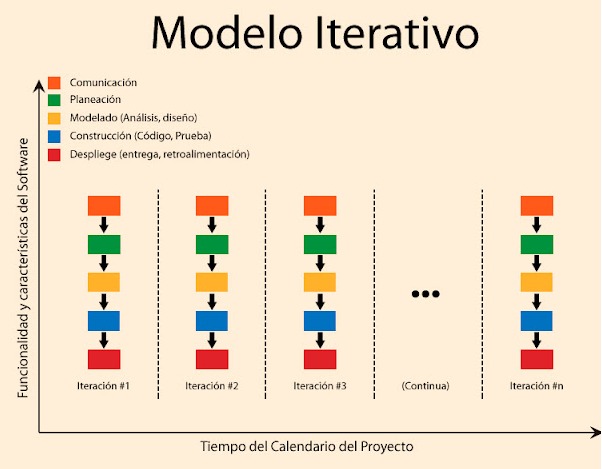 Modelo Iterativo
Comunicación
Planeación
Modelado (Análisis, diseño)
Construcción (Código, Prueba)
Despliege (entrega, retroalimentación)
Funcionalidad y características del Software
Iteración #1
Iteración #2
Iteración #3
(Continua)
Iteración #n
Tiempo del Calendario del Proyecto